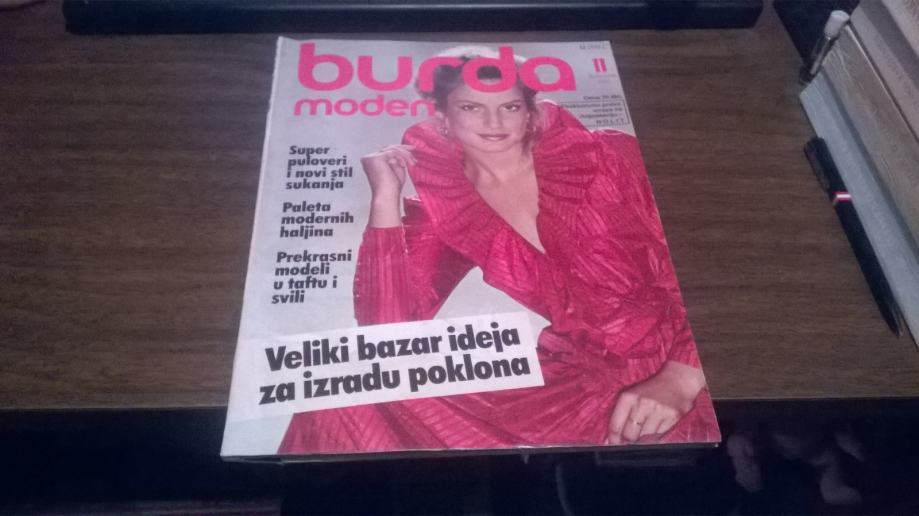 burda
moden
11
Super
puloveri
i novi stil
sukanja
Paleta
modernih
haljina
Prekrasni
modeli
u taftu i
svili
Veliki bazar ideja
za izradu poklona
NOLIT